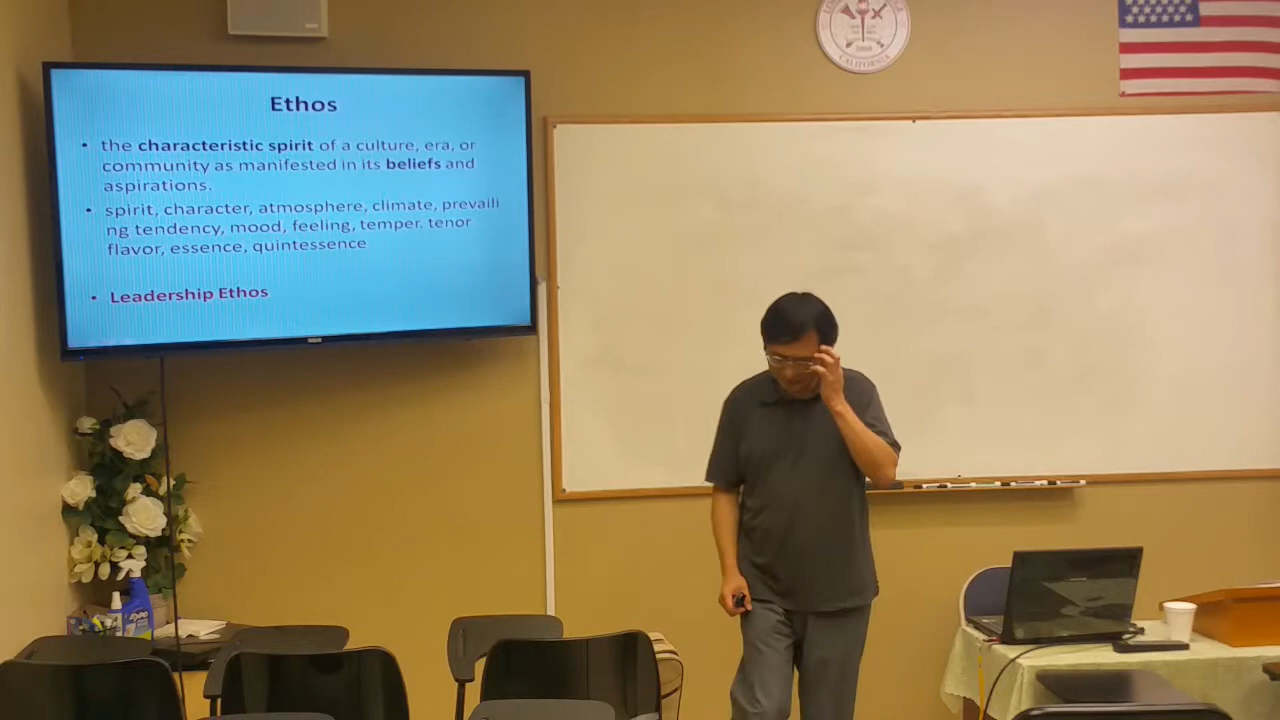 Ethos
• the characteristic spirit of a culture, era, or
community as manifested in its beliefs and
aspirations.
• spirit, character, atmosphere, climate, prevaili
ng tendency, mood, feeling, temper. tenor
flavor, essence, quintessence
• Leadership Ethos
CALIFORNIA